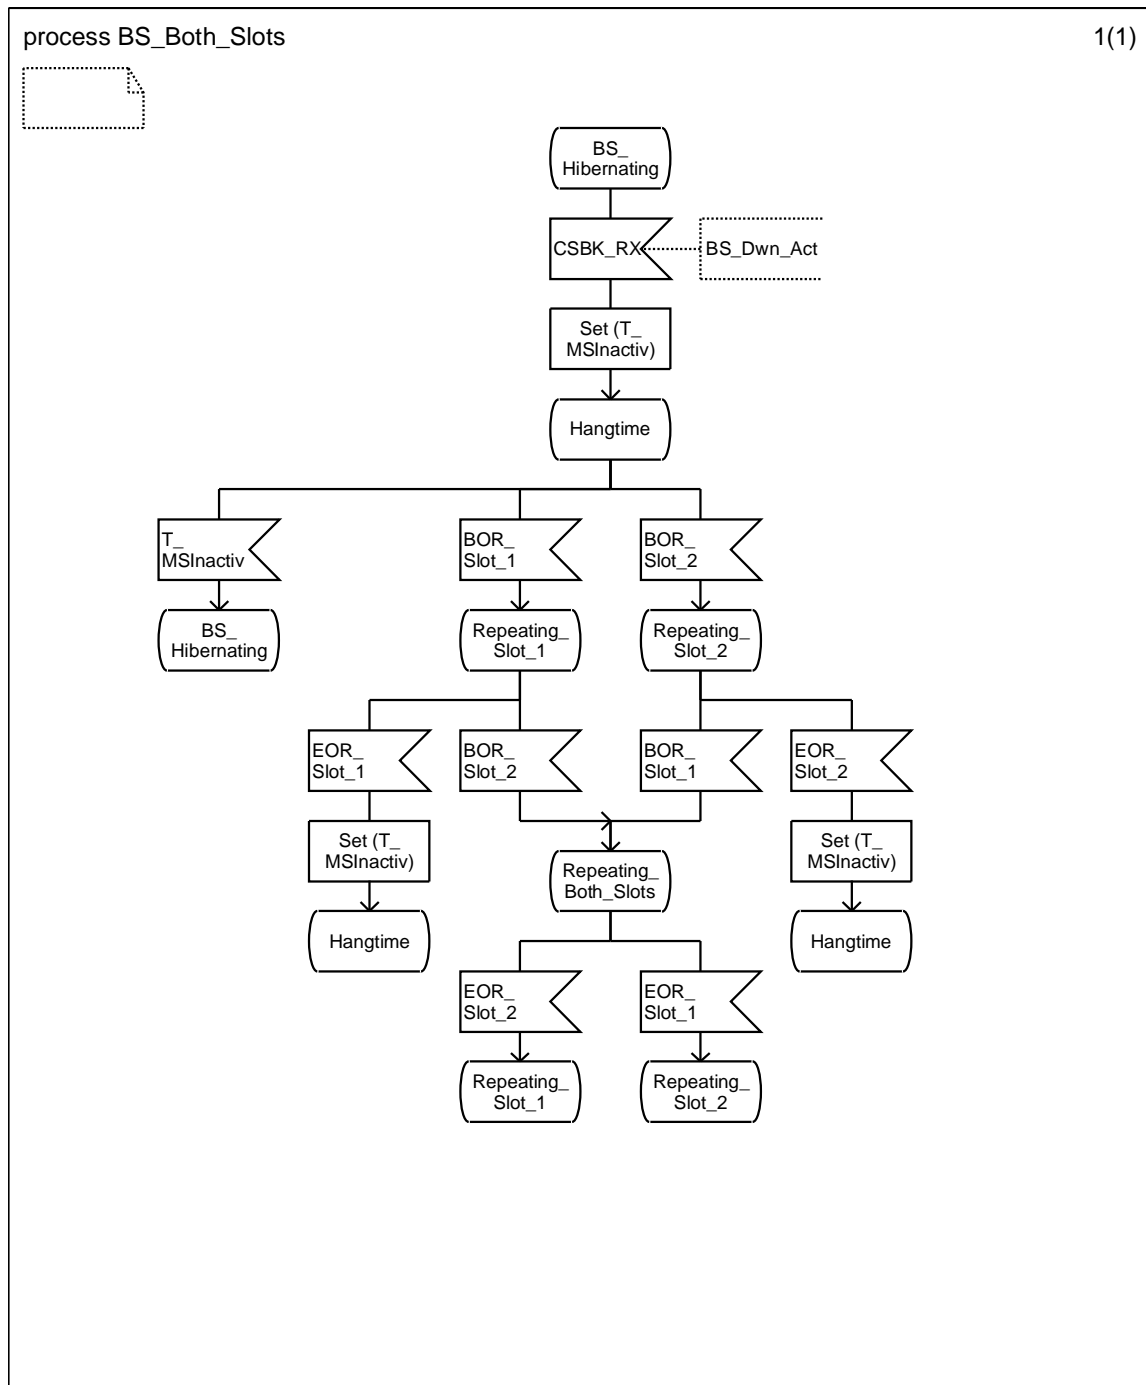 process BS_Both_Slots
1(1)
BS_
Hibernating
CSBK_RX
BS_Dwn_Act
Set (T_
MSInactiv)
Hangtime
T_
MSInactiv
BOR_
Slot_1
BOR_
Slot_2
BS_
Hibernating
Repeating_
Slot_1
Repeating_
Slot_2
EOR_
Slot_1
BOR_
Slot_2
BOR_
Slot_1
EOR_
Slot_2
Set (T_
MSInactiv)
Set (T_
MSInactiv)
Repeating_
Both_Slots
Hangtime
Hangtime
EOR_
Slot_2
EOR_
Slot_1
Repeating_
Slot_1
Repeating_
Slot_2